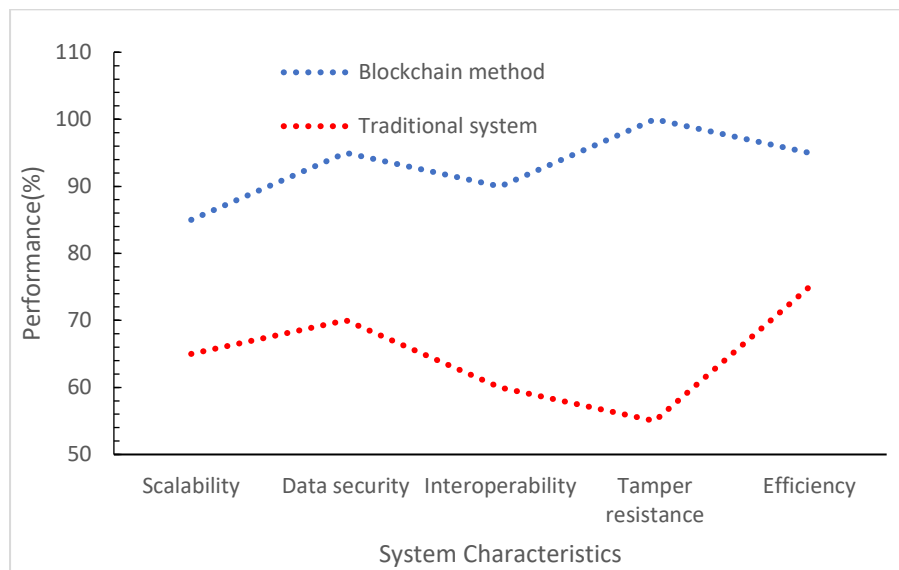 110
100
90
80
70
60
50
Performance(%)
Blockchain method
Traditional system
Scalability
Data security
Interoperability
Tamper
resistance
Efficiency
System Characteristics